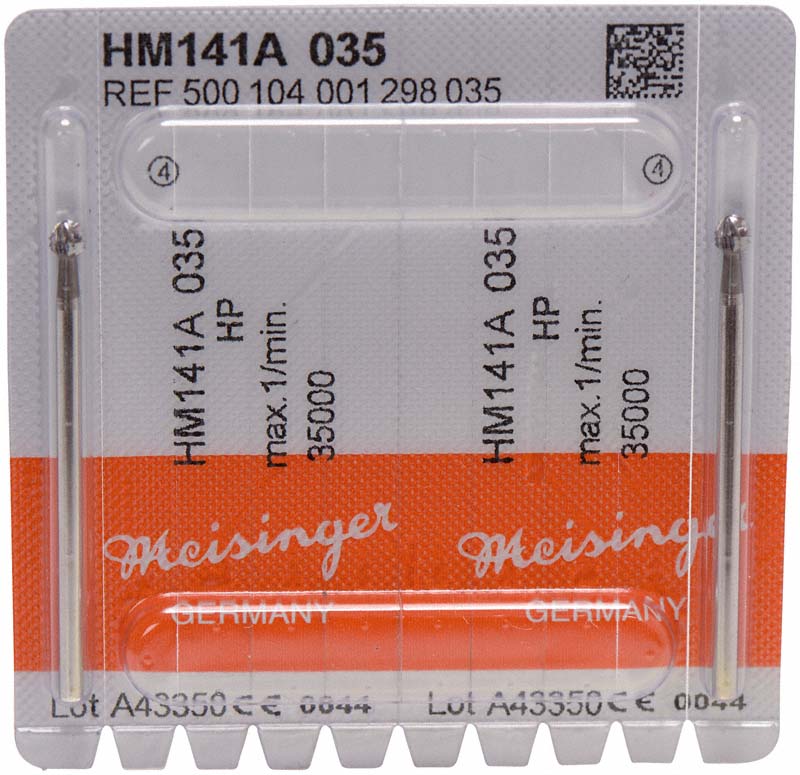 HM141A 035
REF 500 104 001 298 035
4
4
HM141A 035
HP
max. 1/min.
35000
HM141A 035
HP
max. 1/min.
35000
Meisinger
GERMANY
Meisinger
GERMANY
Lot A43350 CE 0044
Lot A43350 CE 0044